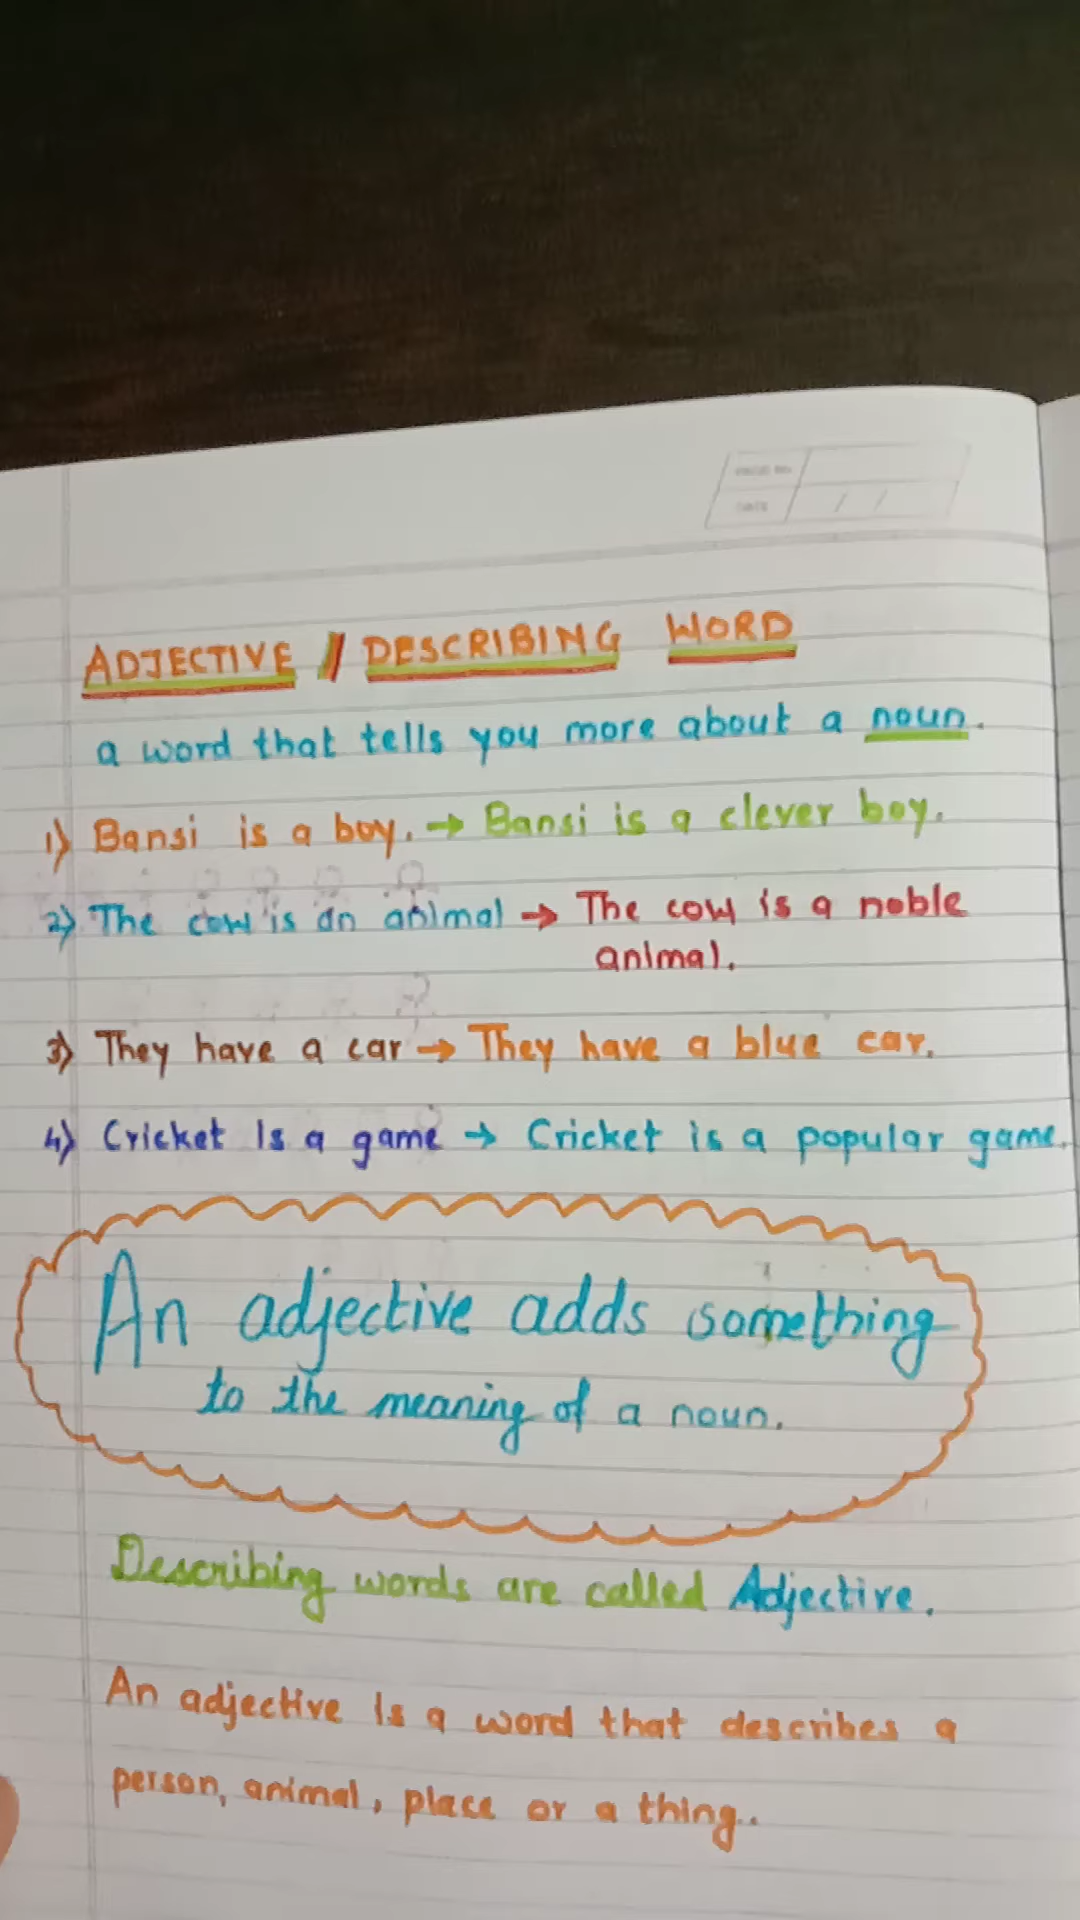 PAGE NO.
DATE / /
ADJECTIVE / DESCRIBING WORD
a word that tells you more about a noun.
1) Bansi is a boy. → Bansi is a clever boy.
2) The cow is an animal → The cow is a noble
animal.
3) They have a car → They have a blue car.
4) Cricket Is a game → Cricket is a popular game.
An adjective adds something
to the meaning of a noun.
Describing words are called Adjective.
An adjective Is a word that describes a
person, animal, place or a thing..